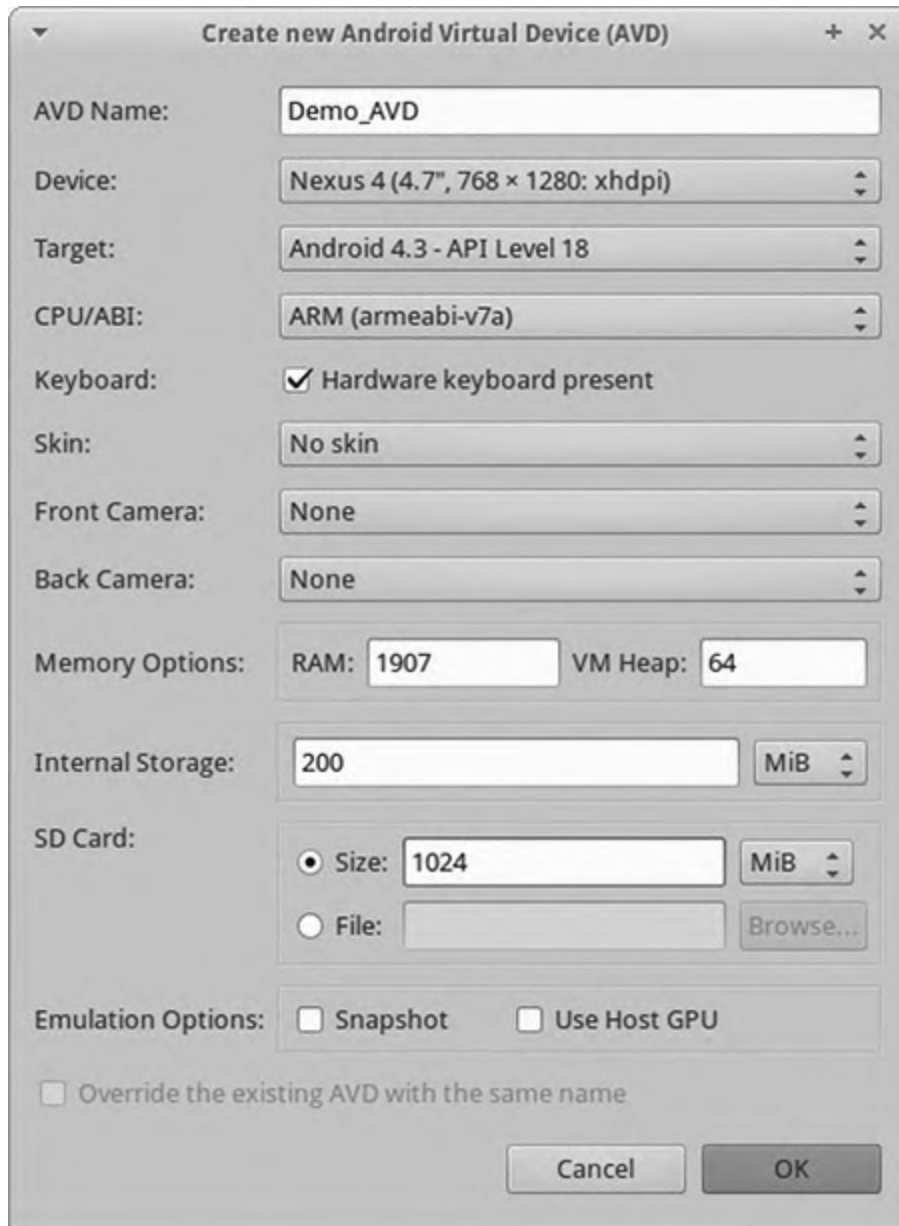 Create new Android Virtual Device (AVD)
AVD Name: Demo_AVD
Device: Nexus 4 (4.7", 768 × 1280: xhdpi)
Target: Android 4.3 - API Level 18
CPU/ABI: ARM (armeabi-v7a)
Keyboard: Hardware keyboard present
Skin: No skin
Front Camera: None
Back Camera: None
Memory Options: RAM: 1907 VM Heap: 64
Internal Storage: 200 MiB
SD Card:
Size: 1024 MiB
File: Browse...
Emulation Options: Snapshot Use Host GPU
Override the existing AVD with the same name
Cancel OK